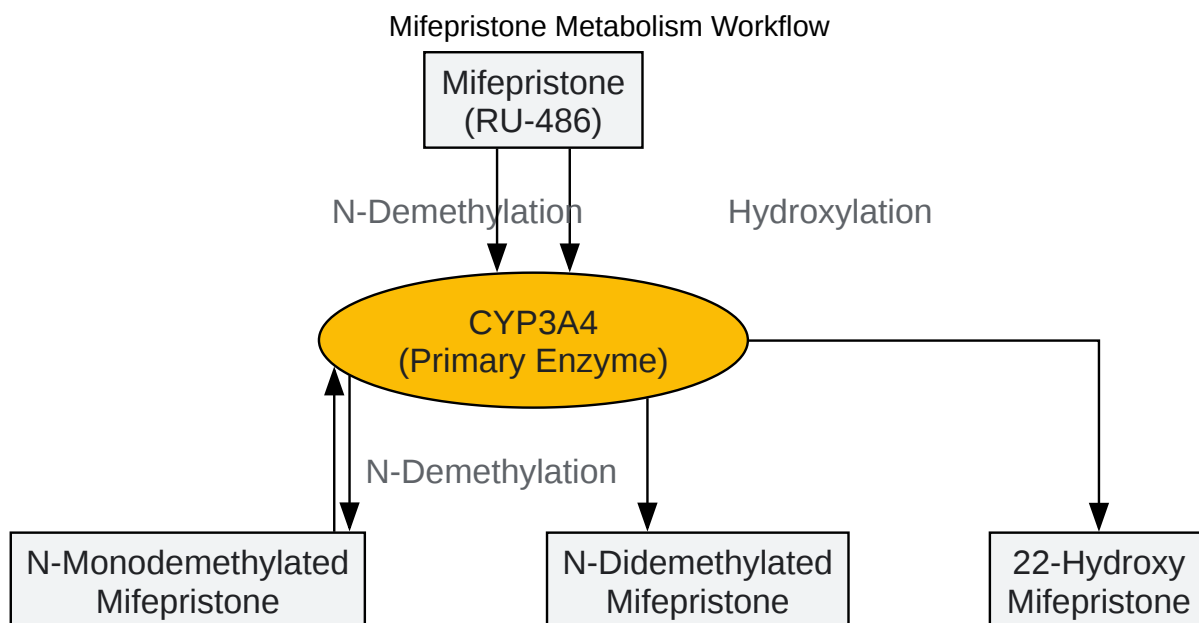 Mifepristone Metabolism Workflow
Mifepristone
(RU-486)
N-Demethylation
Hydroxylation
CYP3A4
(Primary Enzyme)
N-Demethylation
N-Monodemethylated
Mifepristone
N-Didemethylated
Mifepristone
22-Hydroxy
Mifepristone